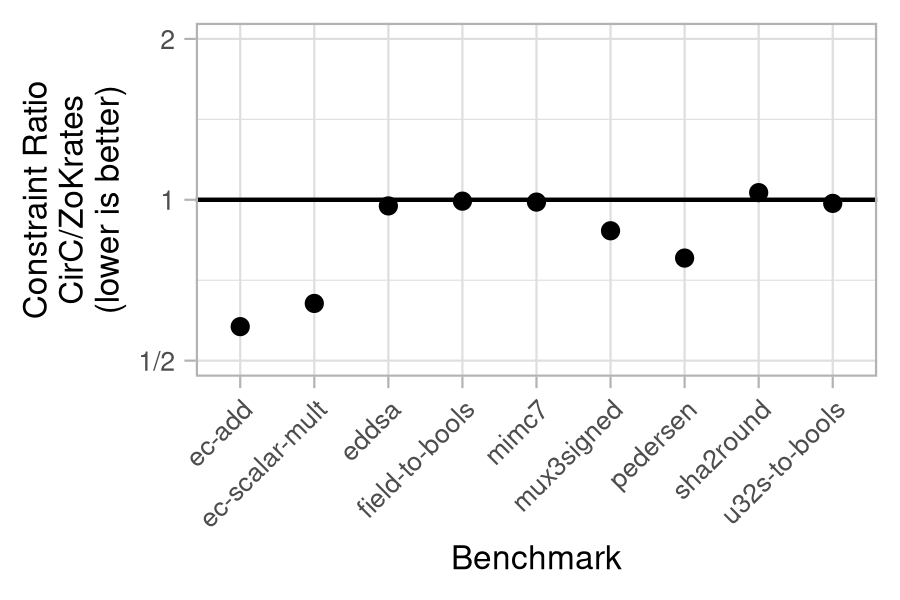 Constraint Ratio
CirC/ZoKrates
(lower is better)
2
1
1/2
ec-add
ec-scalar-mult
eddsa
field-to-bools
mimc7
mux3signed
pedersen
sha2round
u32s-to-bools
Benchmark